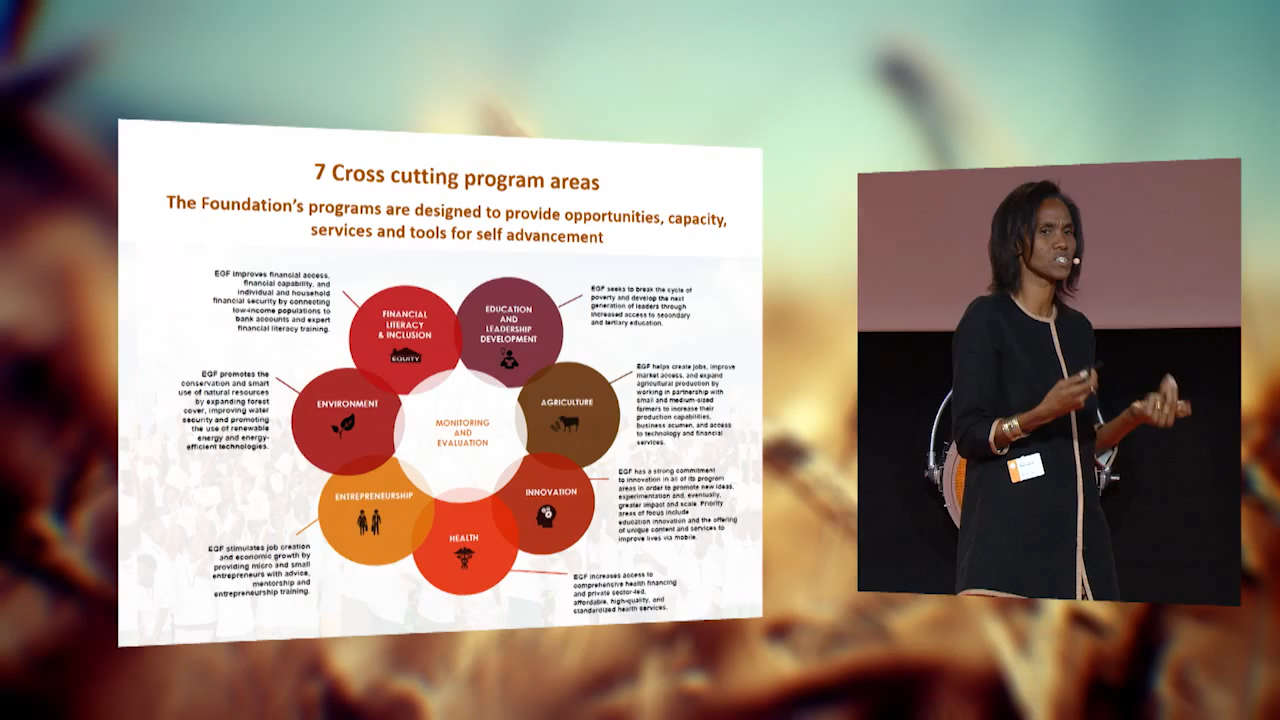 7 Cross cutting program areas
The Foundation's programs are designed to provide opportunities, capacity,
services and tools for self advancement
EGF improves financial access,
financial capability, and
individual and household
financial security by connecting
low-income populations to
bank accounts and expert
financial literacy training.
FINANCIAL
LITERACY
& INCLUSION
EQUITY
EDUCATION
AND
LEADERSHIP
DEVELOPMENT
EGF seeks to break the cycle of
poverty and develop the next
generation of leaders through
increased access to secondary
and tertiary education.
EGF promotes the
conservation and smart
use of natural resources
by expanding forest
cover, improving water
security and promoting
the use of renewable
energy and energy-
efficient technologies.
ENVIRONMENT
MONITORING
AND
EVALUATION
AGRICULTURE
EGF helps create jobs, improve
market access, and expand
agricultural production by
working in partnership with
small and medium-sized
farmers to increase their
production capabilities,
business acumen, and access
to technology and financial
services.
ENTREPRENEURSHIP
INNOVATION
EGF has a strong commitment
to innovation in all of its program
areas in order to promote new ideas,
experimentation and, eventually,
greater impact and scale. Priority
areas of focus include
education innovation and the offering
of unique content and services to
improve lives via mobile.
EGF stimulates job creation
and economic growth by
providing micro and small
entrepreneurs with advice,
mentorship and
entrepreneurship training.
HEALTH
EGF increases access to
comprehensive health financing
and private sector-led,
affordable, high-quality, and
standardized health services.